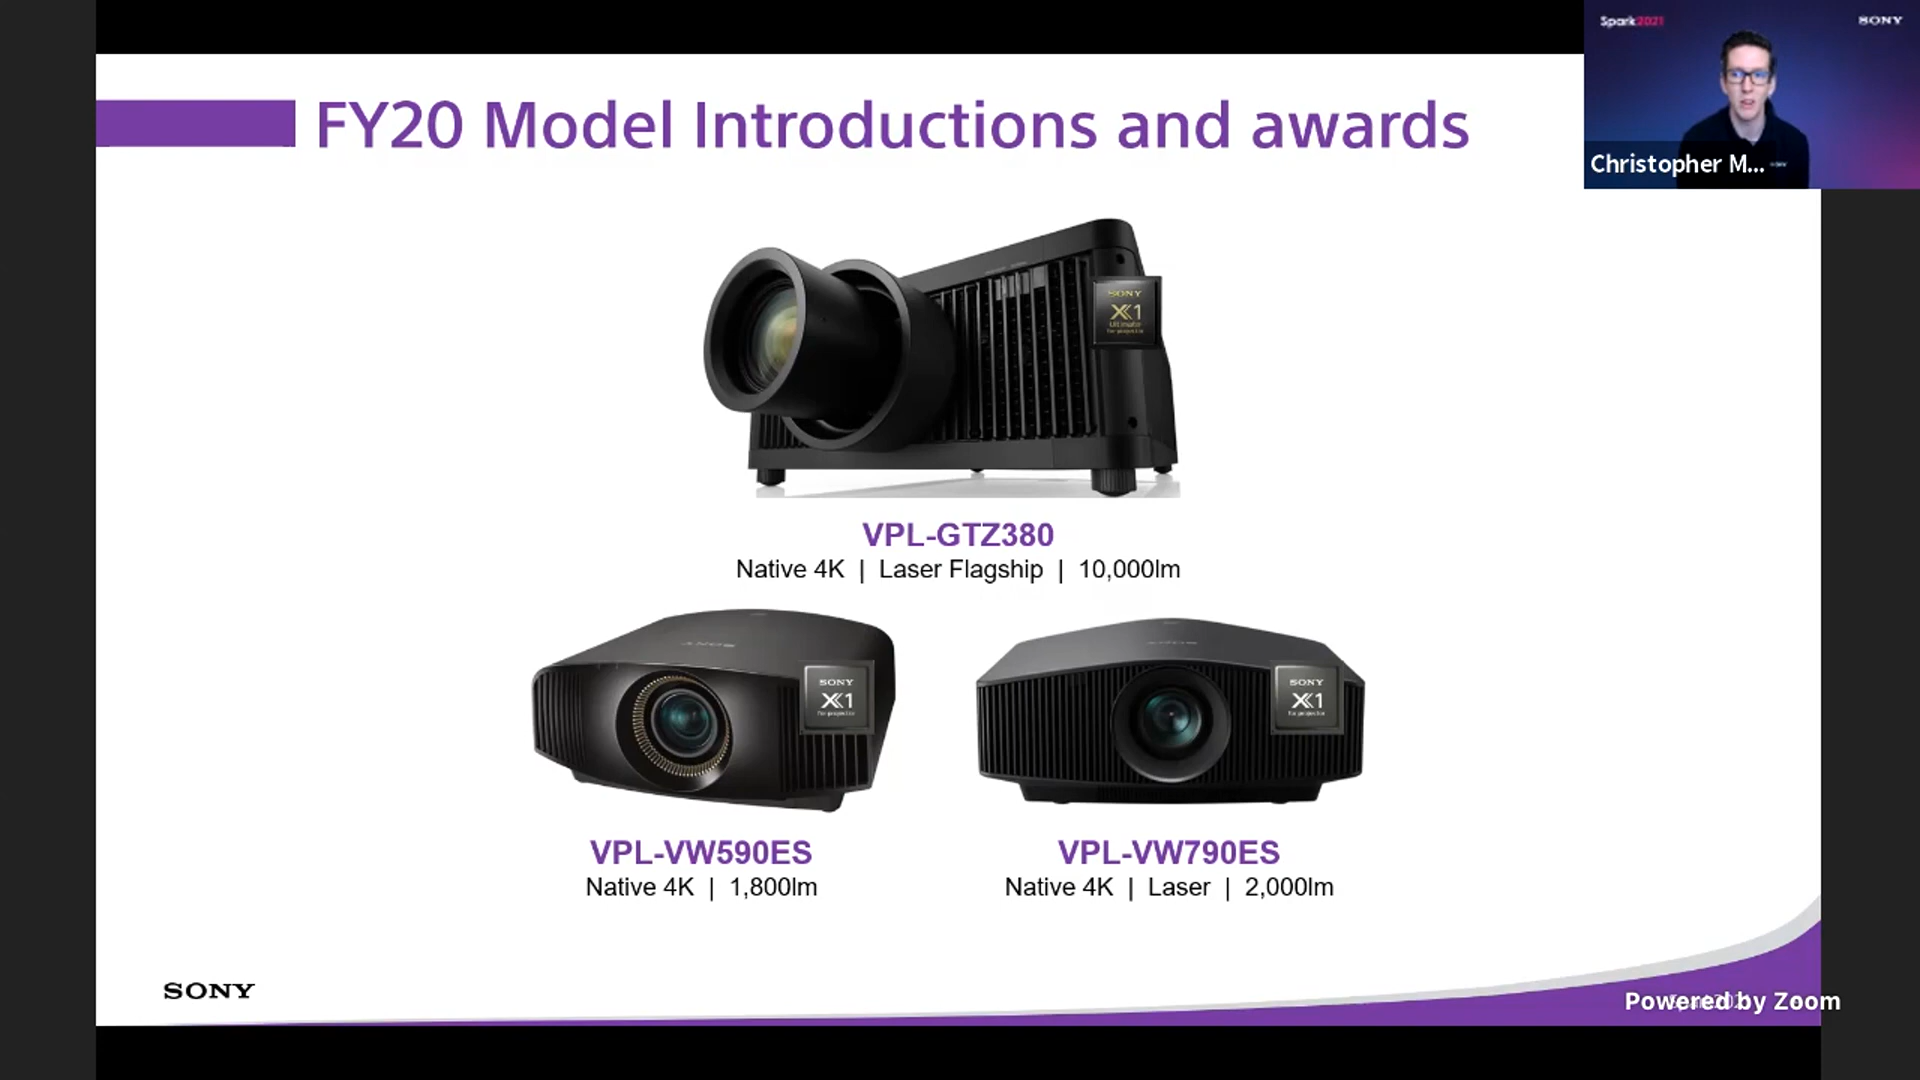 Spark2021
SONY
FY20 Model Introductions and awards
Christopher M...
SONY
X1
Ultimate
for projector
VPL-GTZ380
Native 4K | Laser Flagship | 10,000lm
SONY
SONY
X1
for projector
SONY
SONY
X1
for projector
VPL-VW590ES
Native 4K | 1,800lm
VPL-VW790ES
Native 4K | Laser | 2,000lm
SONY
Powered by Zoom